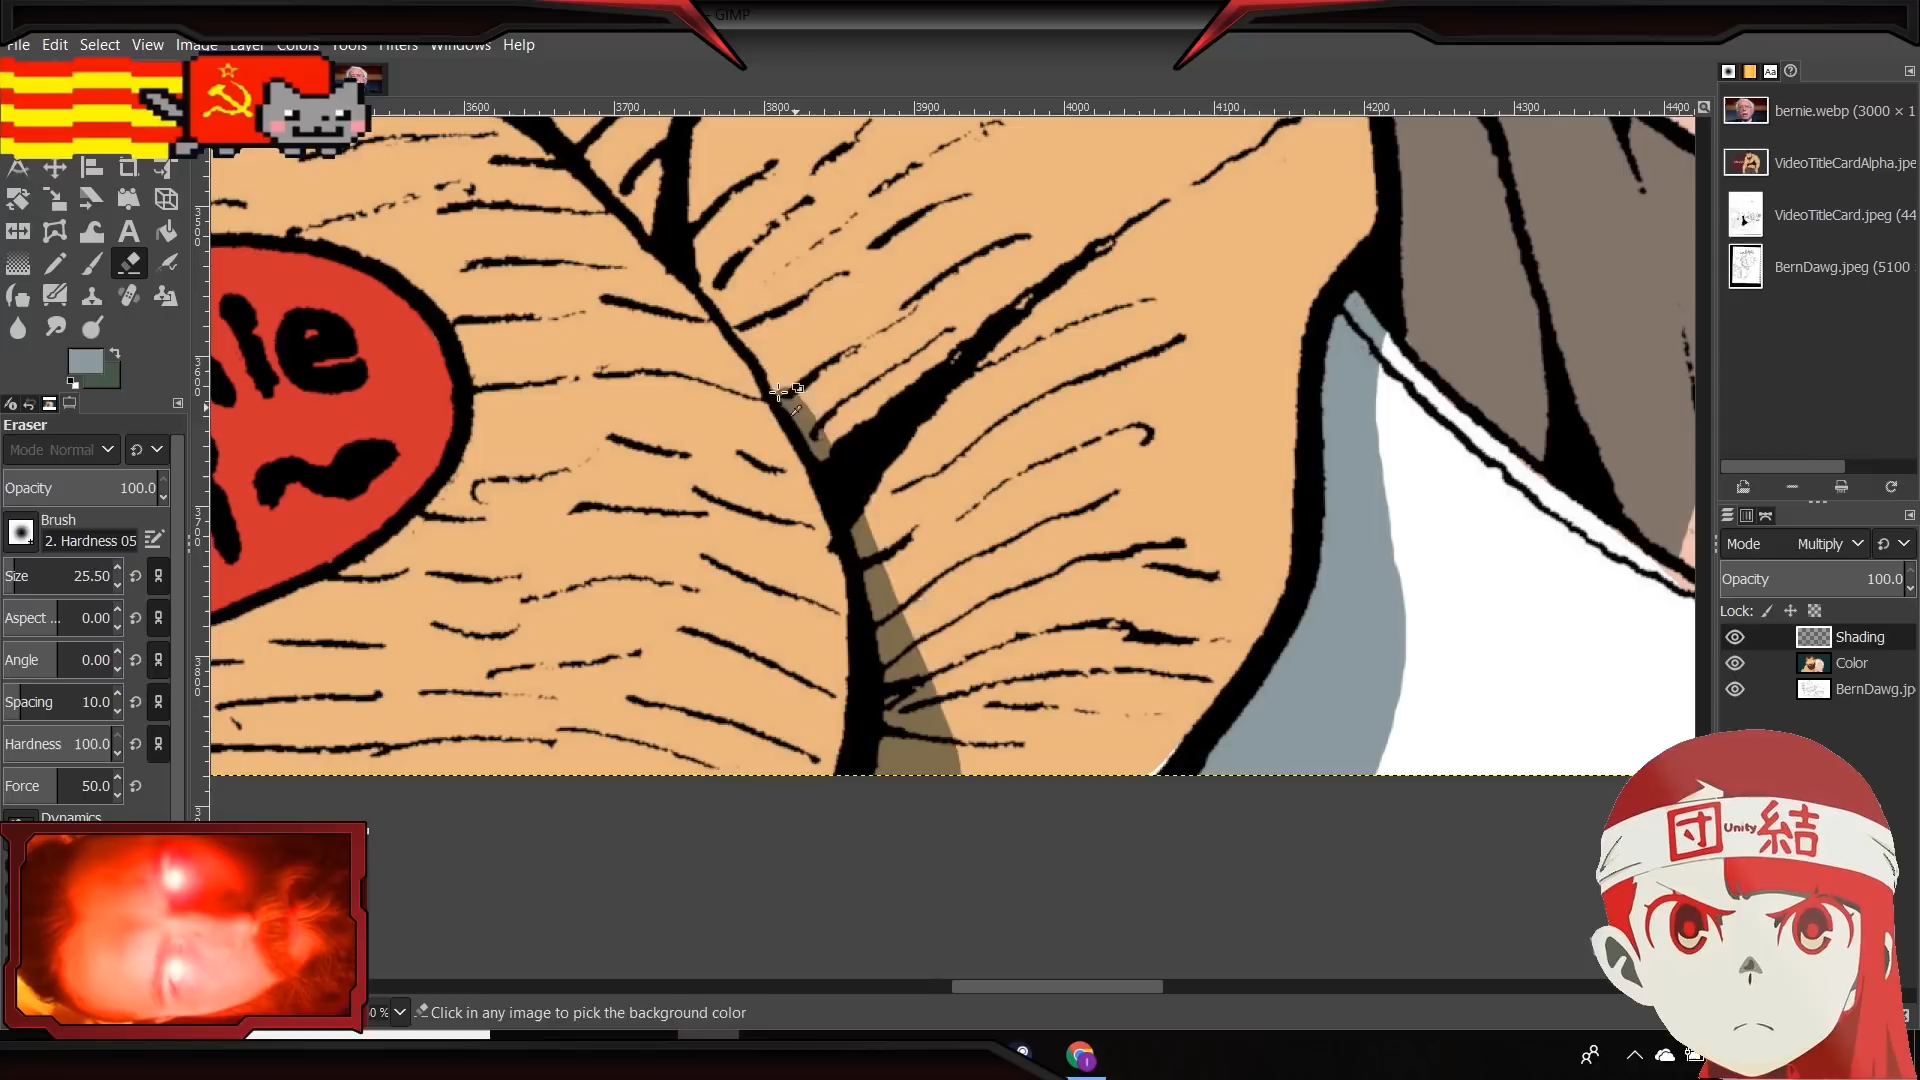 - GIMP
File Edit Select View Image Layer Colors Tools Filters Windows Help
3600 3700 3800 3900 4000 4100 4200 4300 4400
bernie.webp (3000 × 1
VideoTitleCardAlpha.jpe
VideoTitleCard.jpeg (44
BernDawg.jpeg (5100
3500
3600
3700
3800
Eraser
Mode Normal
Opacity 100.0
Brush
2. Hardness 05
Size 25.50
Aspect ... 0.00
Angle 0.00
Spacing 10.0
Hardness 100.0
Force 50.0
Dynamics
Mode Multiply
Opacity 100.0
Lock:
Shading
Color
BernDawg.jp
団 Unity 結
Click in any image to pick the background color